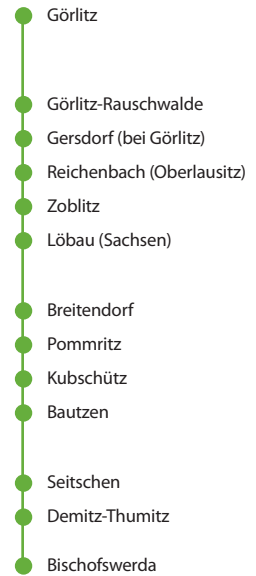 Görlitz
Görlitz-Rauschwalde
Gersdorf (bei Görlitz)
Reichenbach (Oberlausitz)
Zoblitz
Löbau (Sachsen)
Breitendorf
Pommritz
Kubschütz
Bautzen
Seitschen
Demitz-Thumitz
Bischofswerda